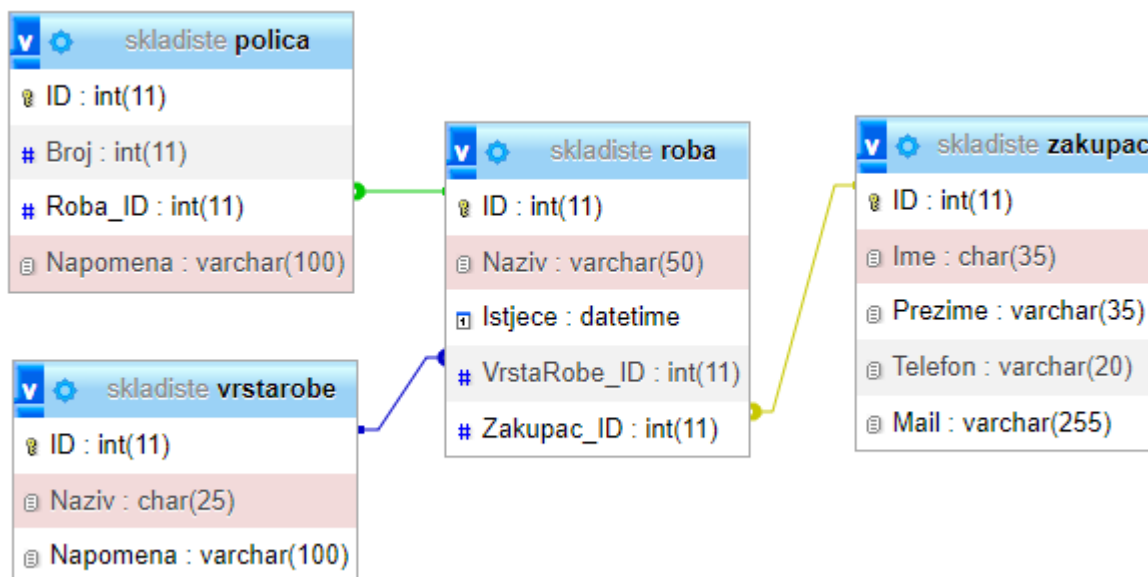 v skladiste polica
ID : int(11)
# Broj : int(11)
# Roba_ID : int(11)
Napomena : varchar(100)
v skladiste vrstarobe
ID : int(11)
Naziv : char(25)
Napomena : varchar(100)
v skladiste roba
ID : int(11)
Naziv : varchar(50)
Istjece : datetime
# VrstaRobe_ID : int(11)
# Zakupac_ID : int(11)
v skladiste zakupac
ID : int(11)
Ime : char(35)
Prezime : varchar(35)
Telefon : varchar(20)
Mail : varchar(255)